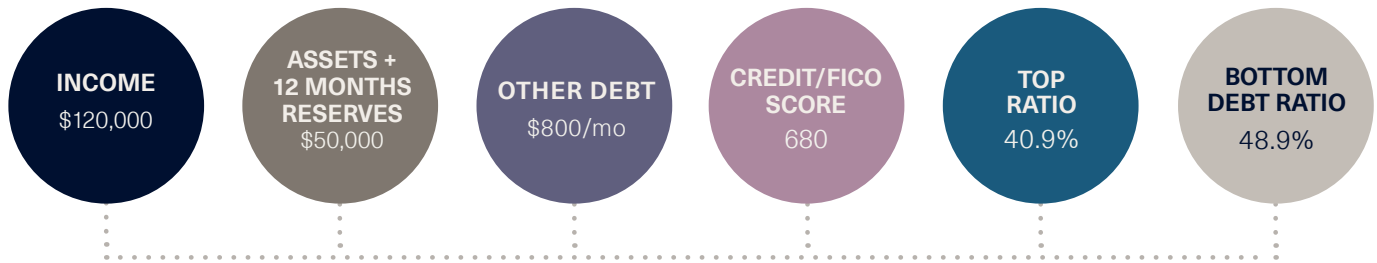 INCOME
$120,000
ASSETS +
12 MONTHS
RESERVES
$50,000
OTHER DEBT
$800/mo
CREDIT/FICO
SCORE
680
TOP
RATIO
40.9%
BOTTOM
DEBT RATIO
48.9%